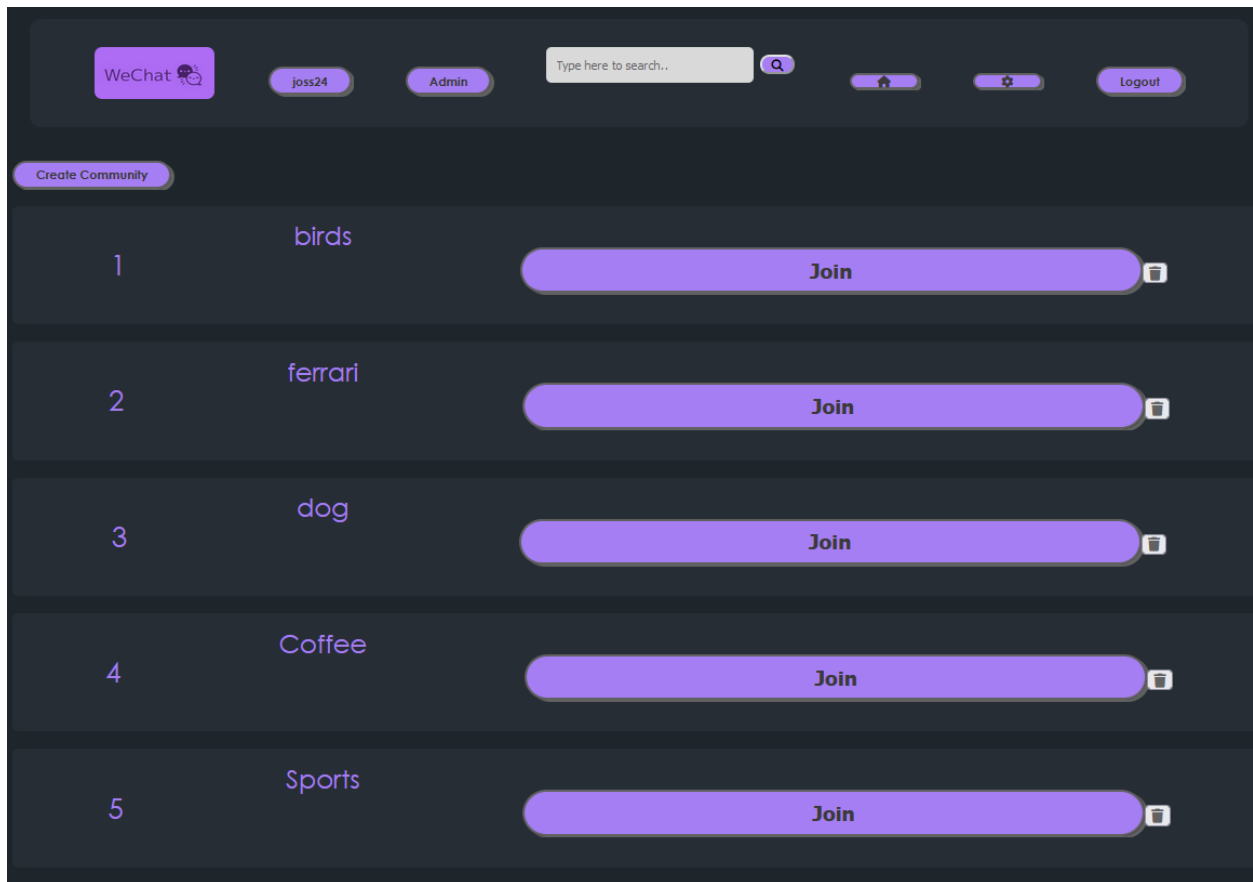 WeChat
joss24
Admin
Type here to search..
Logout
Create Community
1
birds
Join
2
ferrari
Join
3
dog
Join
4
Coffee
Join
5
Sports
Join